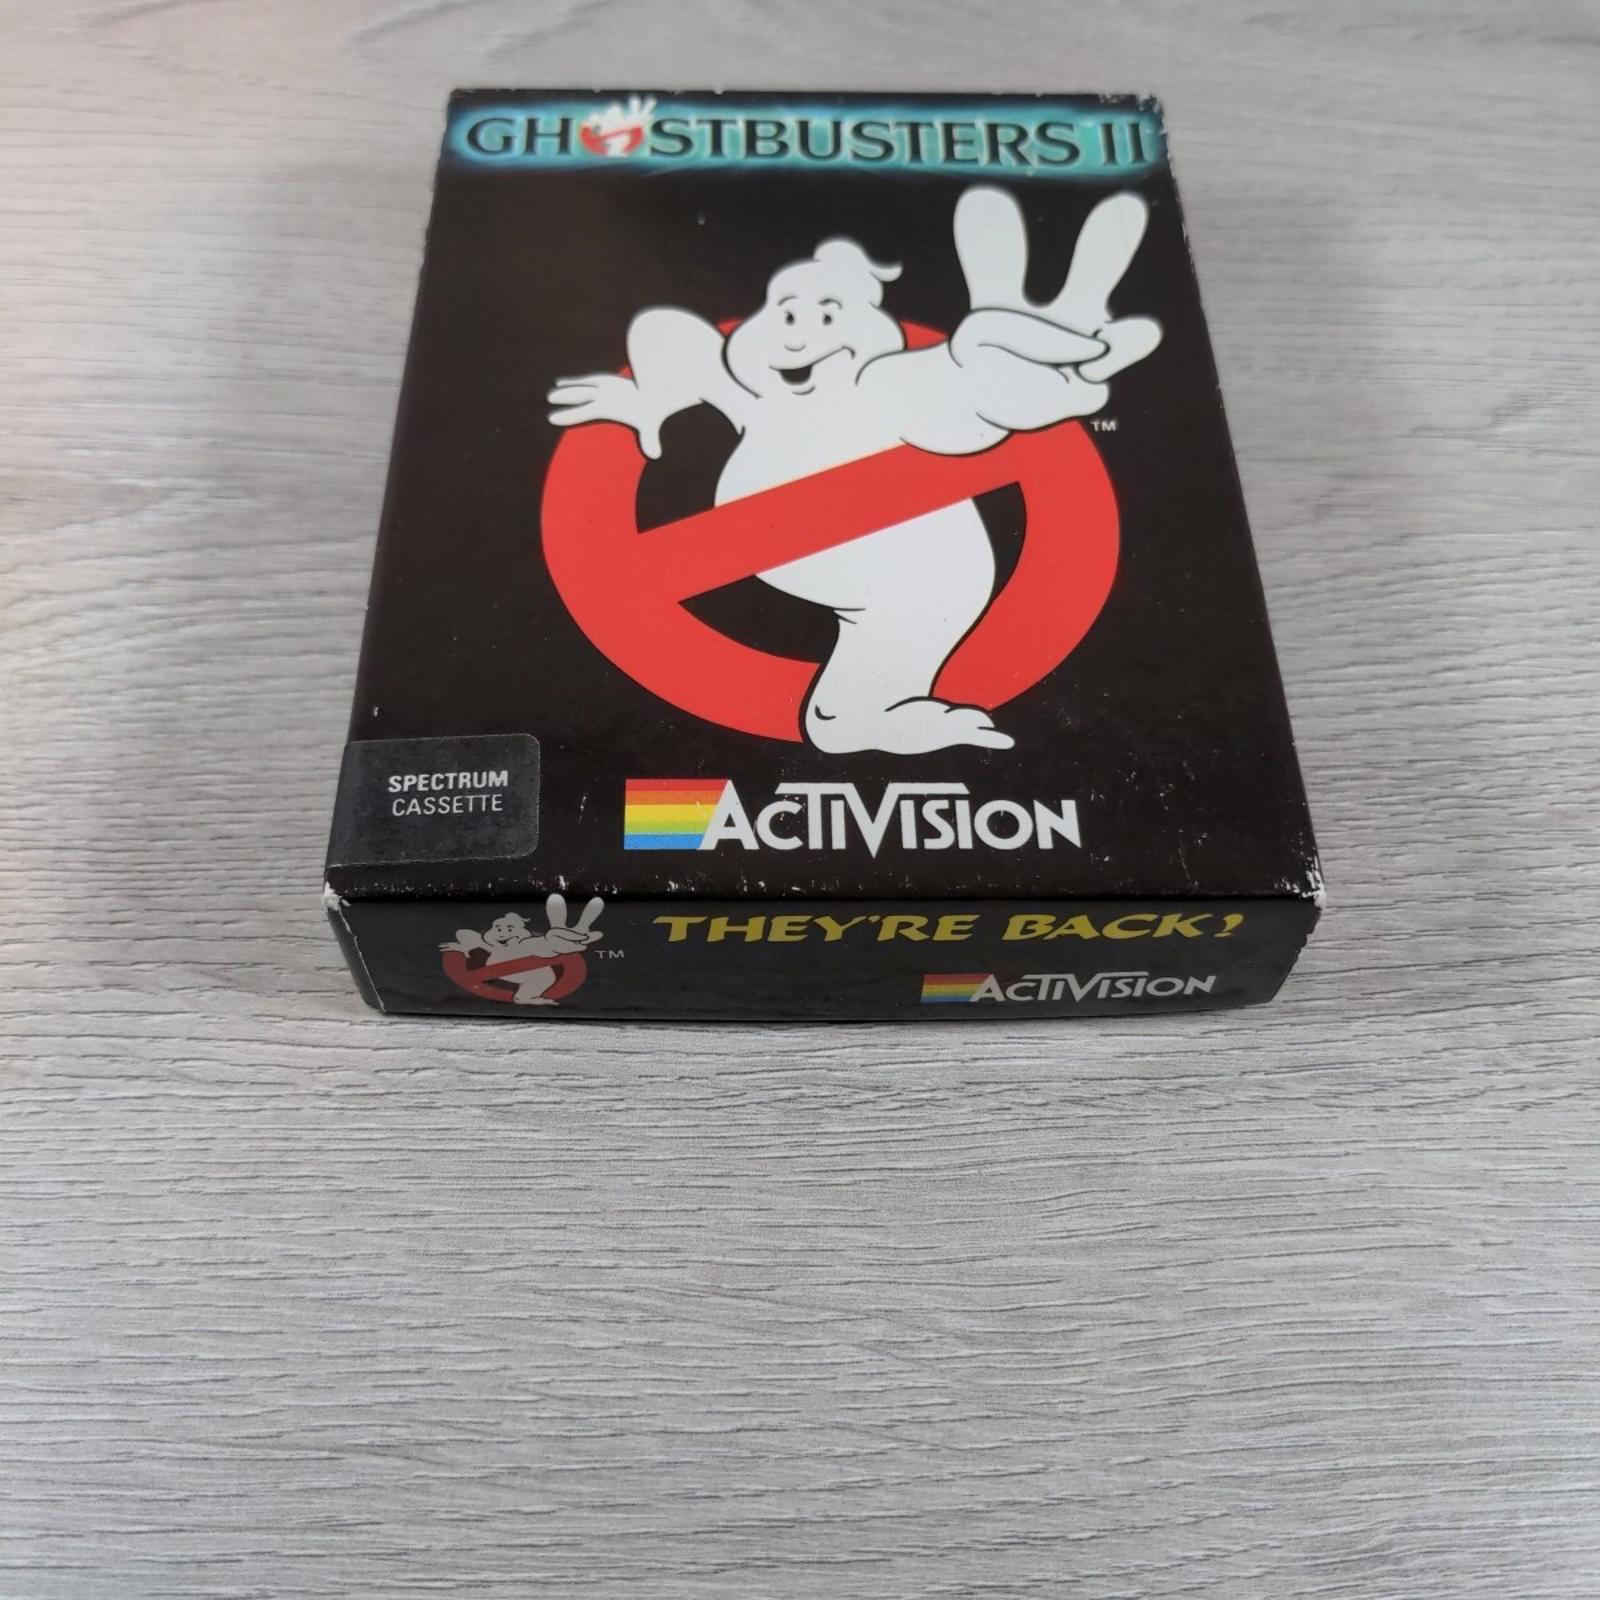 GHOSTBUSTERS II
TM
SPECTRUM
CASSETTE
ACTIVISION
TM
THEY'RE BACK!
ACTIVISION